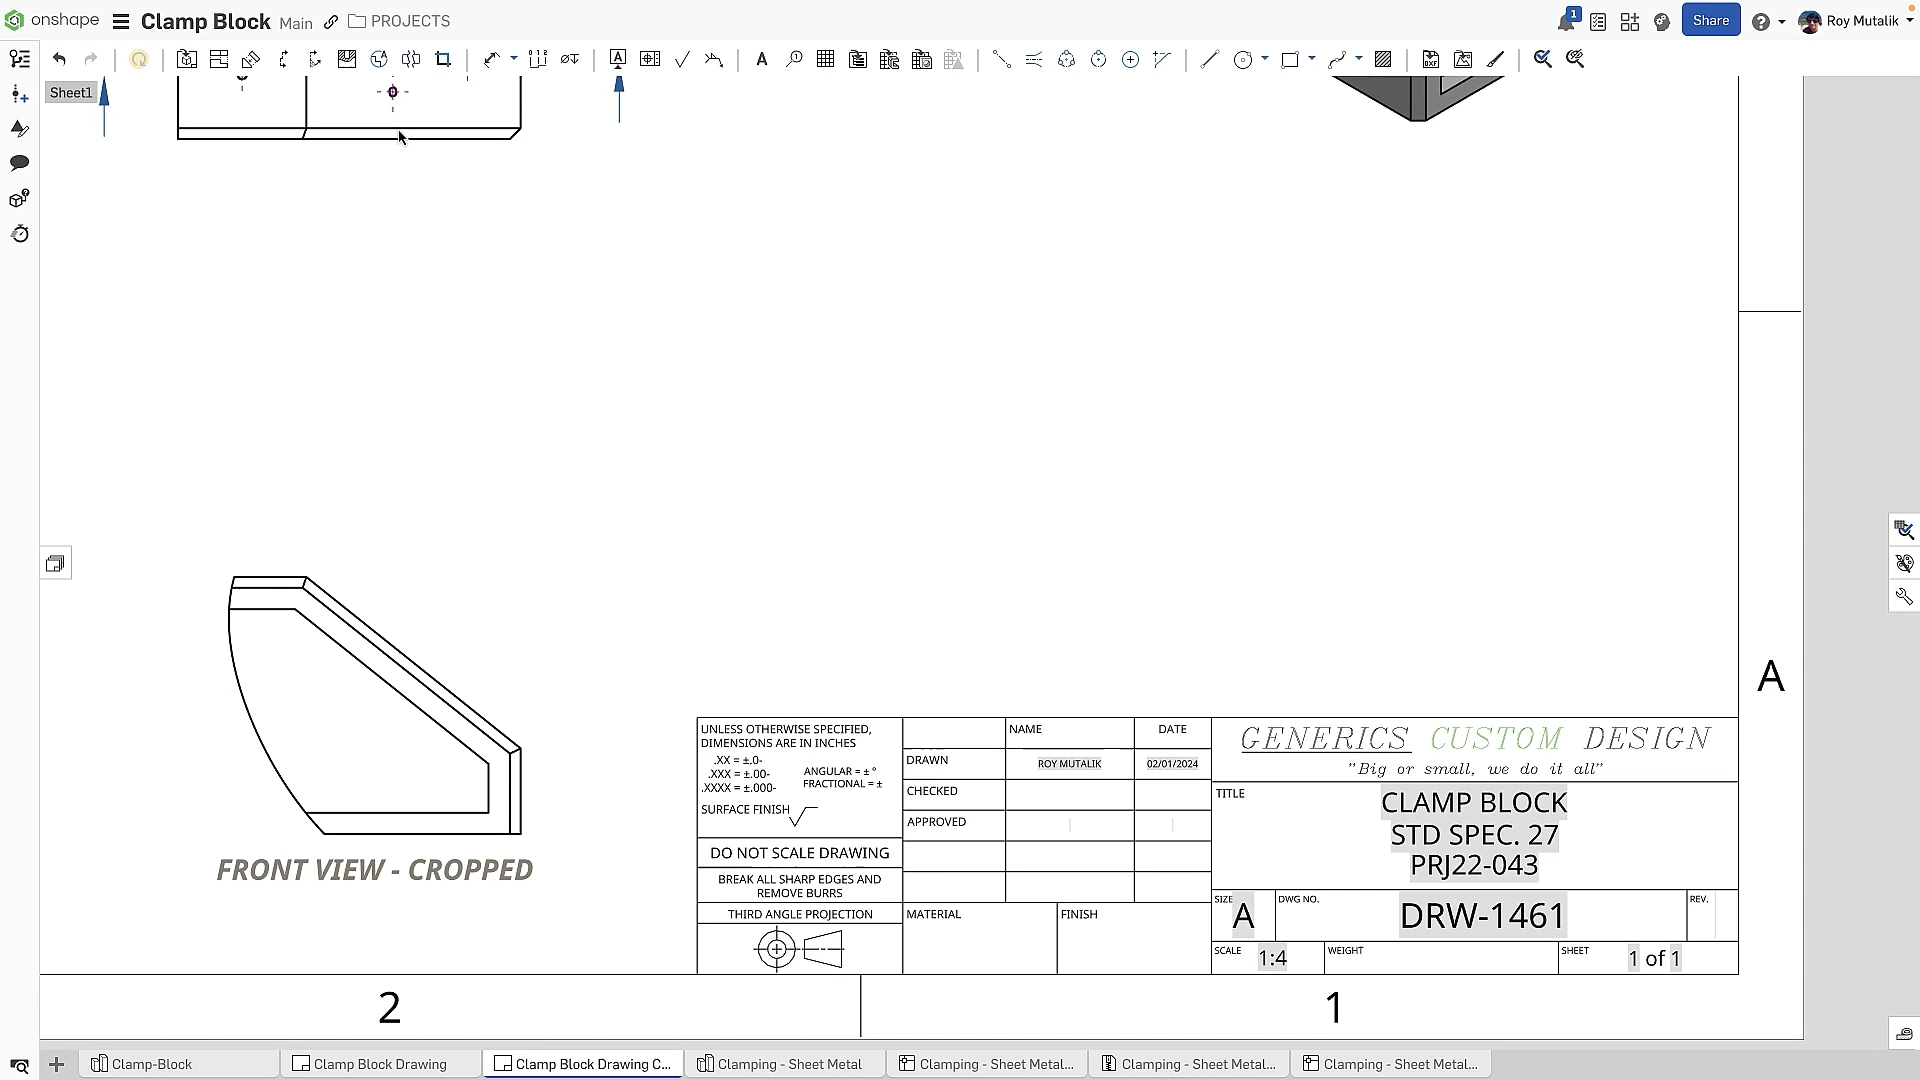 onshape Clamp Block Main PROJECTS 1 Share Roy Mutalik
Sheet1
A
FRONT VIEW - CROPPED
UNLESS OTHERWISE SPECIFIED,
DIMENSIONS ARE IN INCHES
.XX = ±.0-
.XXX = ±.00-
.XXXX = ±.000-
ANGULAR = ± °
FRACTIONAL = ±
SURFACE FINISH
DO NOT SCALE DRAWING
BREAK ALL SHARP EDGES AND
REMOVE BURRS
THIRD ANGLE PROJECTION
NAME DATE
DRAWN ROY MUTALIK 02/01/2024
CHECKED
APPROVED
MATERIAL FINISH
GENERICS CUSTOM DESIGN
"Big or small, we do it all"
TITLE
CLAMP BLOCK
STD SPEC. 27
PRJ22-043
SIZE A DWG NO. DRW-1461 REV.
SCALE 1:4 WEIGHT SHEET 1 of 1
2 1
Clamp-Block Clamp Block Drawing Clamp Block Drawing C... Clamping - Sheet Metal Clamping - Sheet Metal... Clamping - Sheet Metal... Clamping - Sheet Metal...